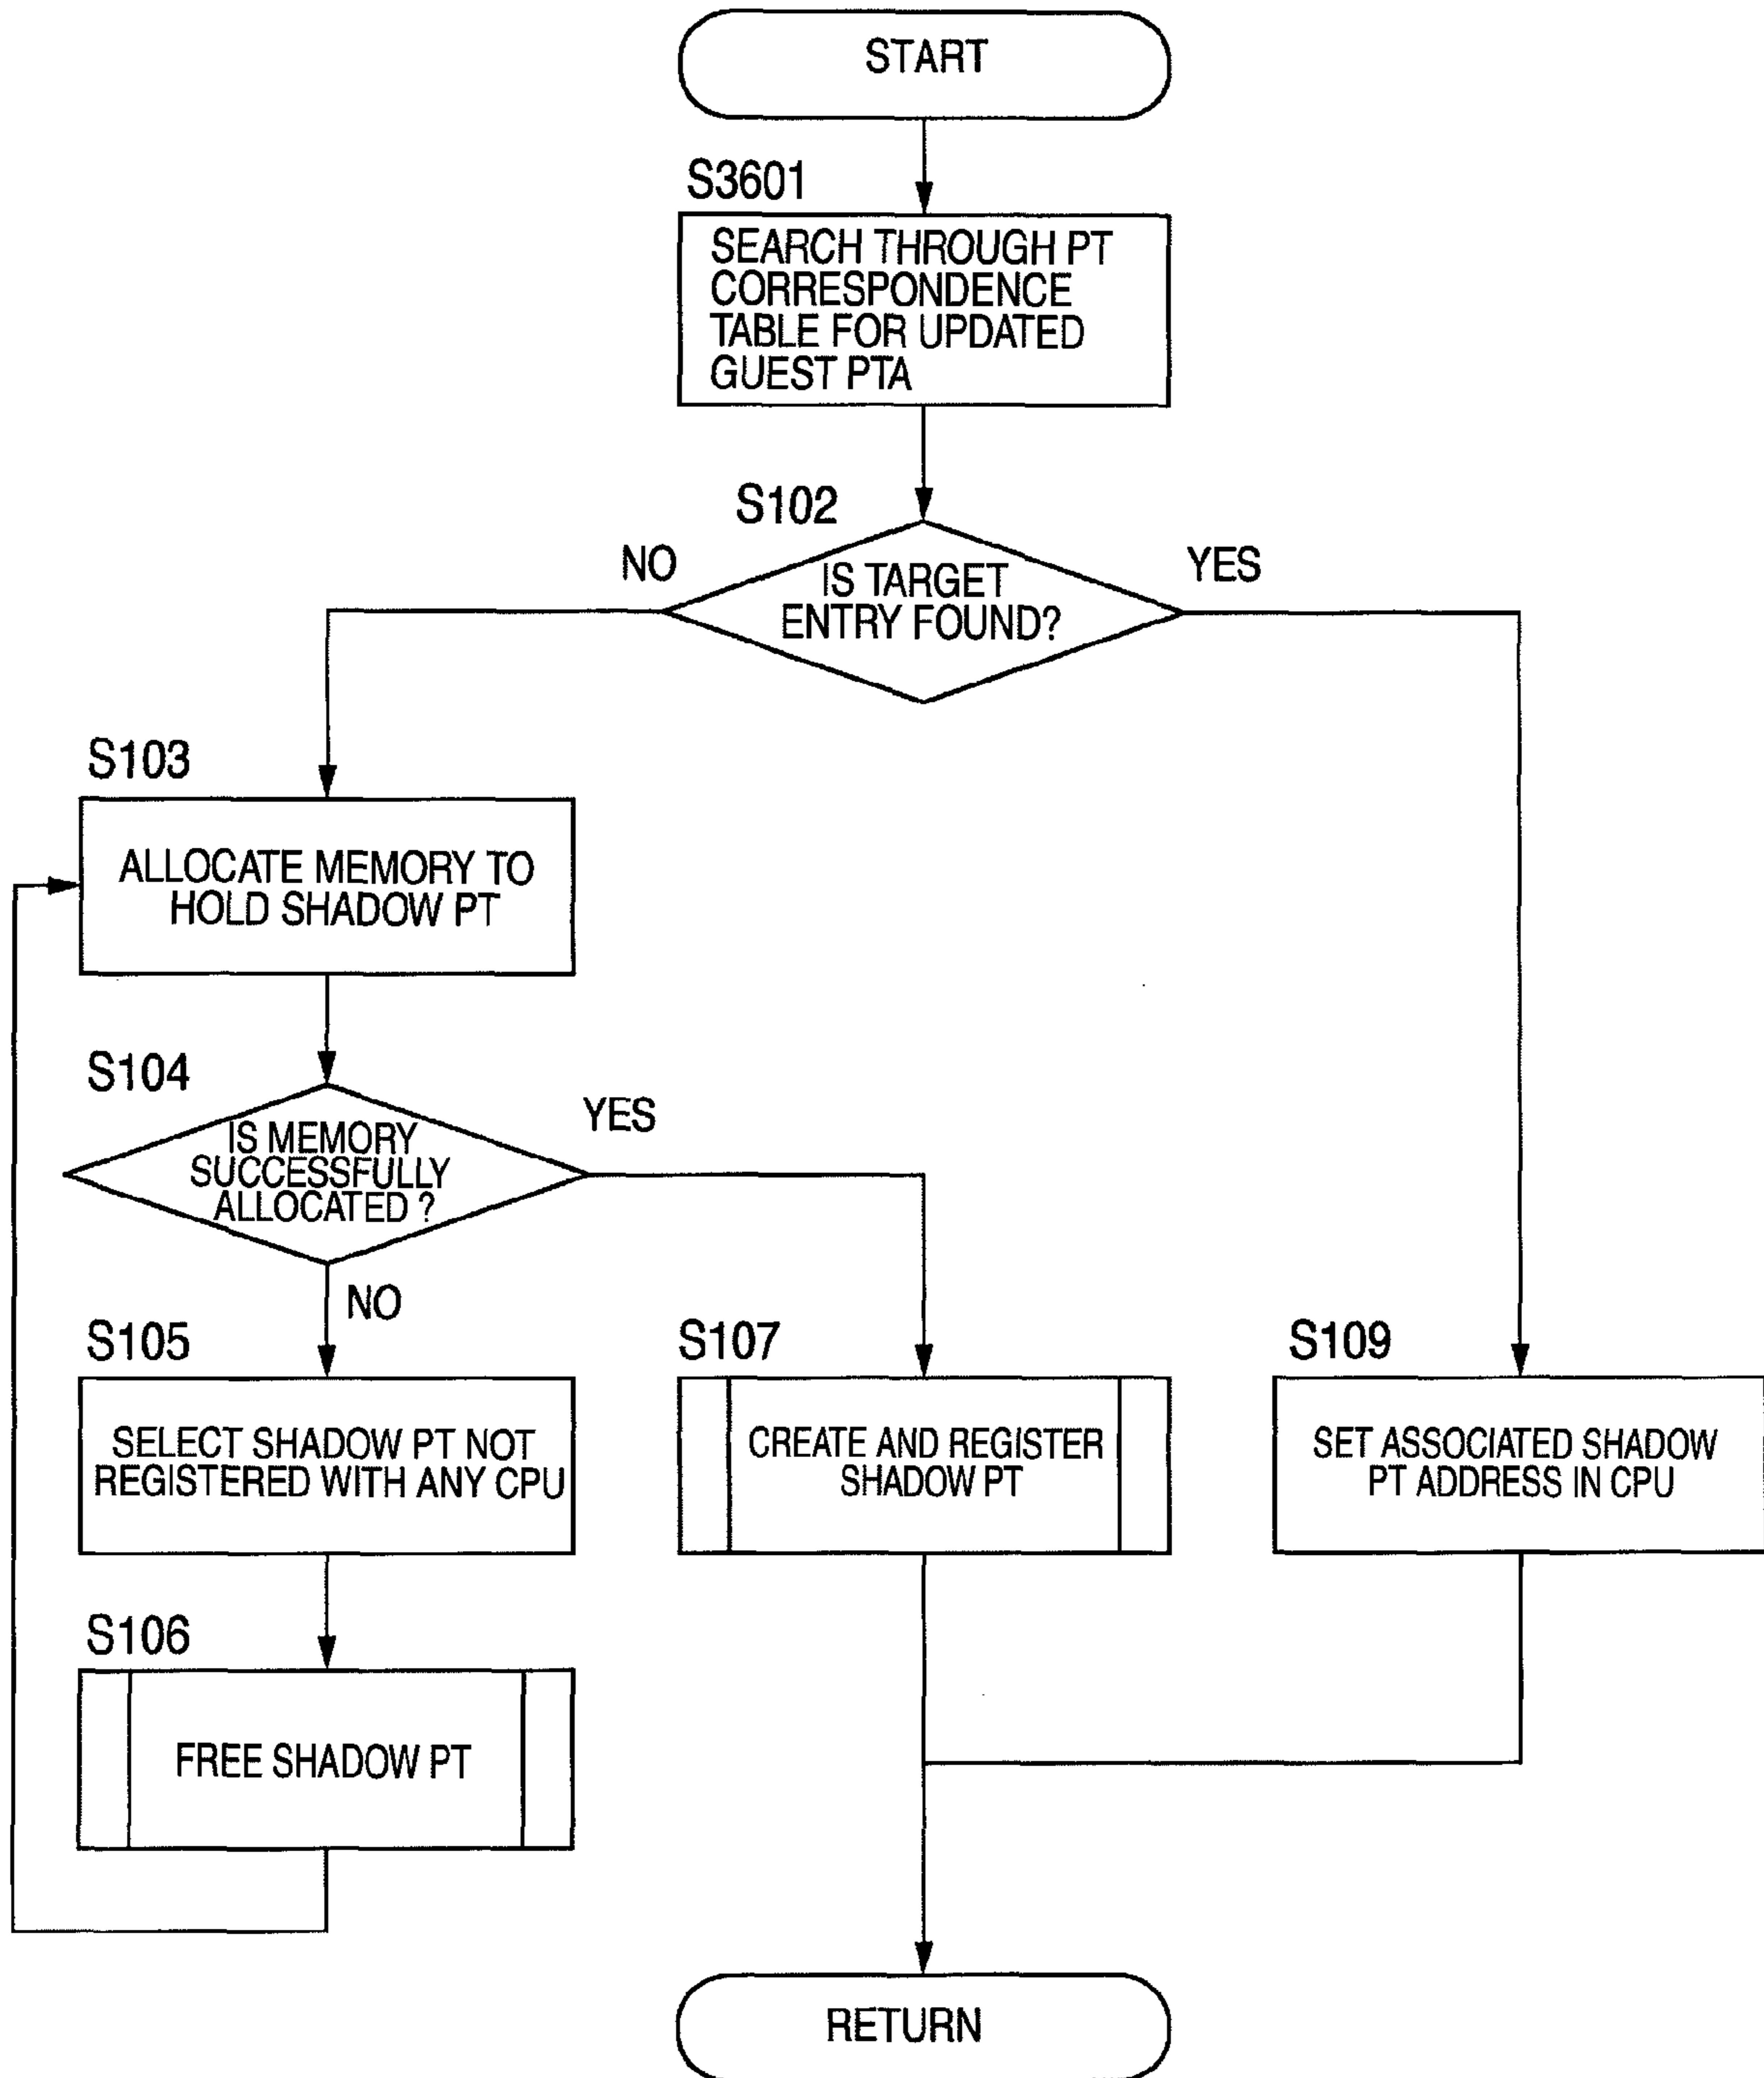 START
S3601
SEARCH THROUGH PT
CORRESPONDENCE
TABLE FOR UPDATED
GUEST PTA
S102
NO
YES
IS TARGET
ENTRY FOUND?
S103
ALLOCATE MEMORY TO
HOLD SHADOW PT
S104
YES
IS MEMORY
SUCCESSFULLY
ALLOCATED ?
NO
S105
S107
S109
SELECT SHADOW PT NOT
REGISTERED WITH ANY CPU
CREATE AND REGISTER
SHADOW PT
SET ASSOCIATED SHADOW
PT ADDRESS IN CPU
S106
FREE SHADOW PT
RETURN